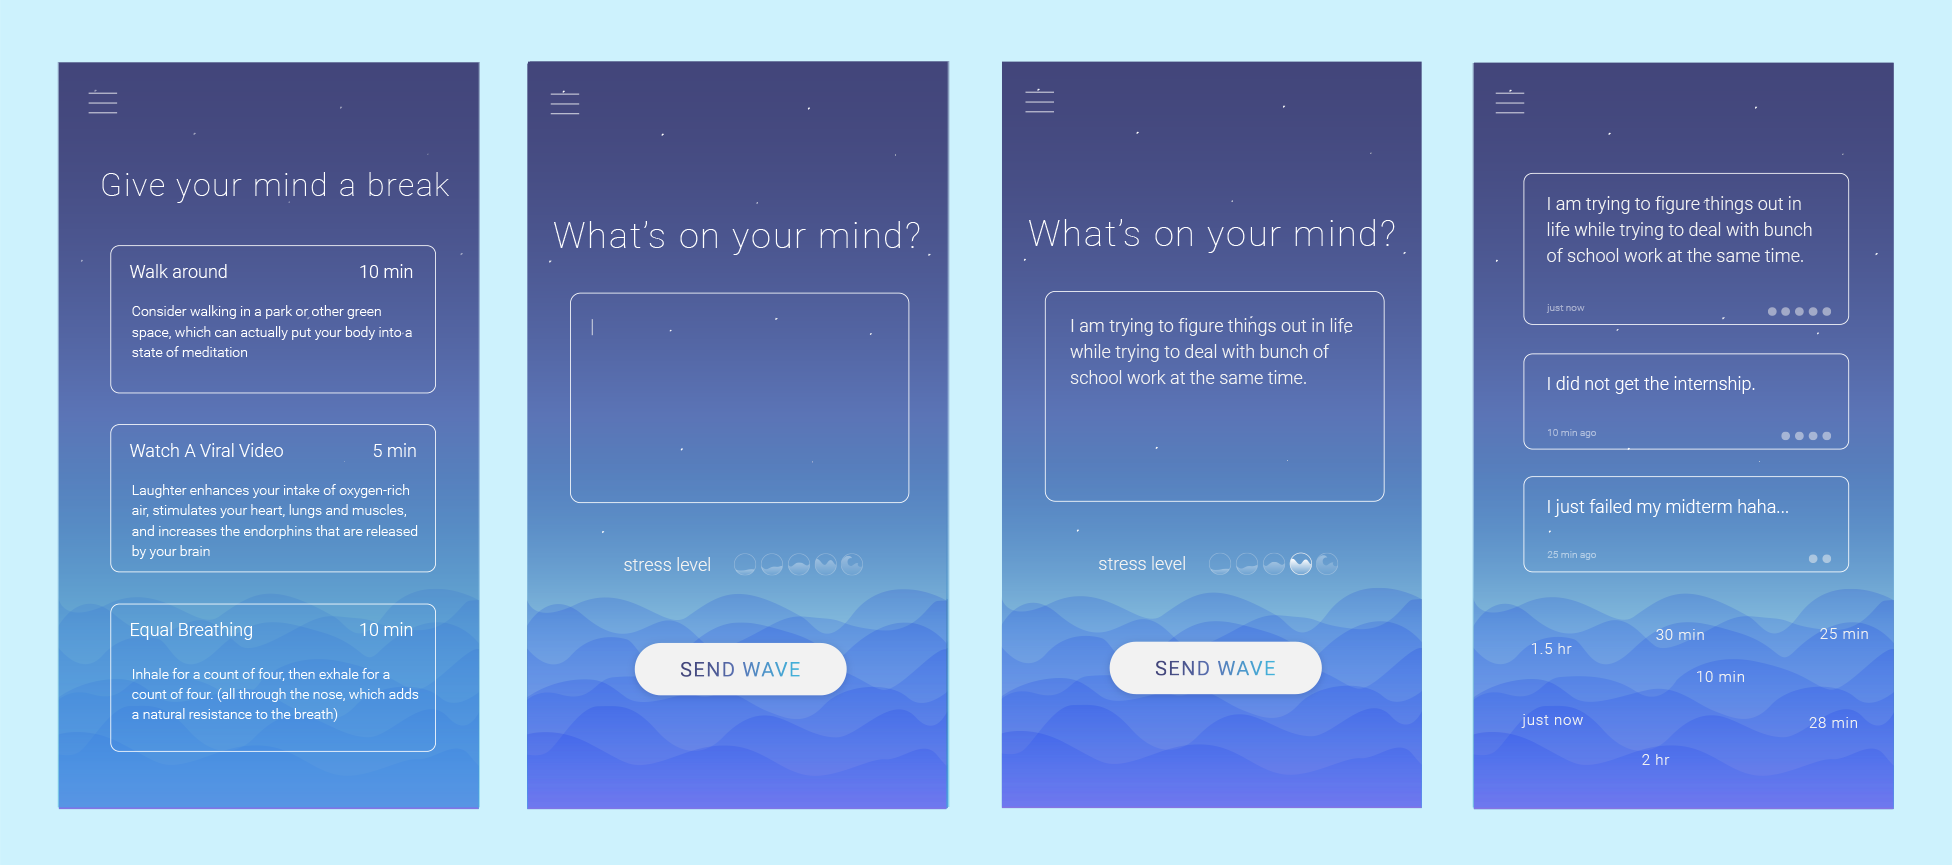 Give your mind a break
Walk around 10 min
Consider walking in a park or other green
space, which can actually put your body into a
state of meditation
Watch A Viral Video 5 min
Laughter enhances your intake of oxygen-rich
air, stimulates your heart, lungs and muscles,
and increases the endorphins that are released
by your brain
Equal Breathing 10 min
Inhale for a count of four, then exhale for a
count of four. (all through the nose, which adds
a natural resistance to the breath)
What's on your mind?
stress level
SEND WAVE
What's on your mind?
I am trying to figure things out in life
while trying to deal with bunch of
school work at the same time.
stress level
SEND WAVE
I am trying to figure things out in
life while trying to deal with bunch
of school work at the same time.
just now
I did not get the internship.
10 min ago
I just failed my midterm haha...
25 min ago
1.5 hr
30 min
25 min
10 min
just now
28 min
2 hr